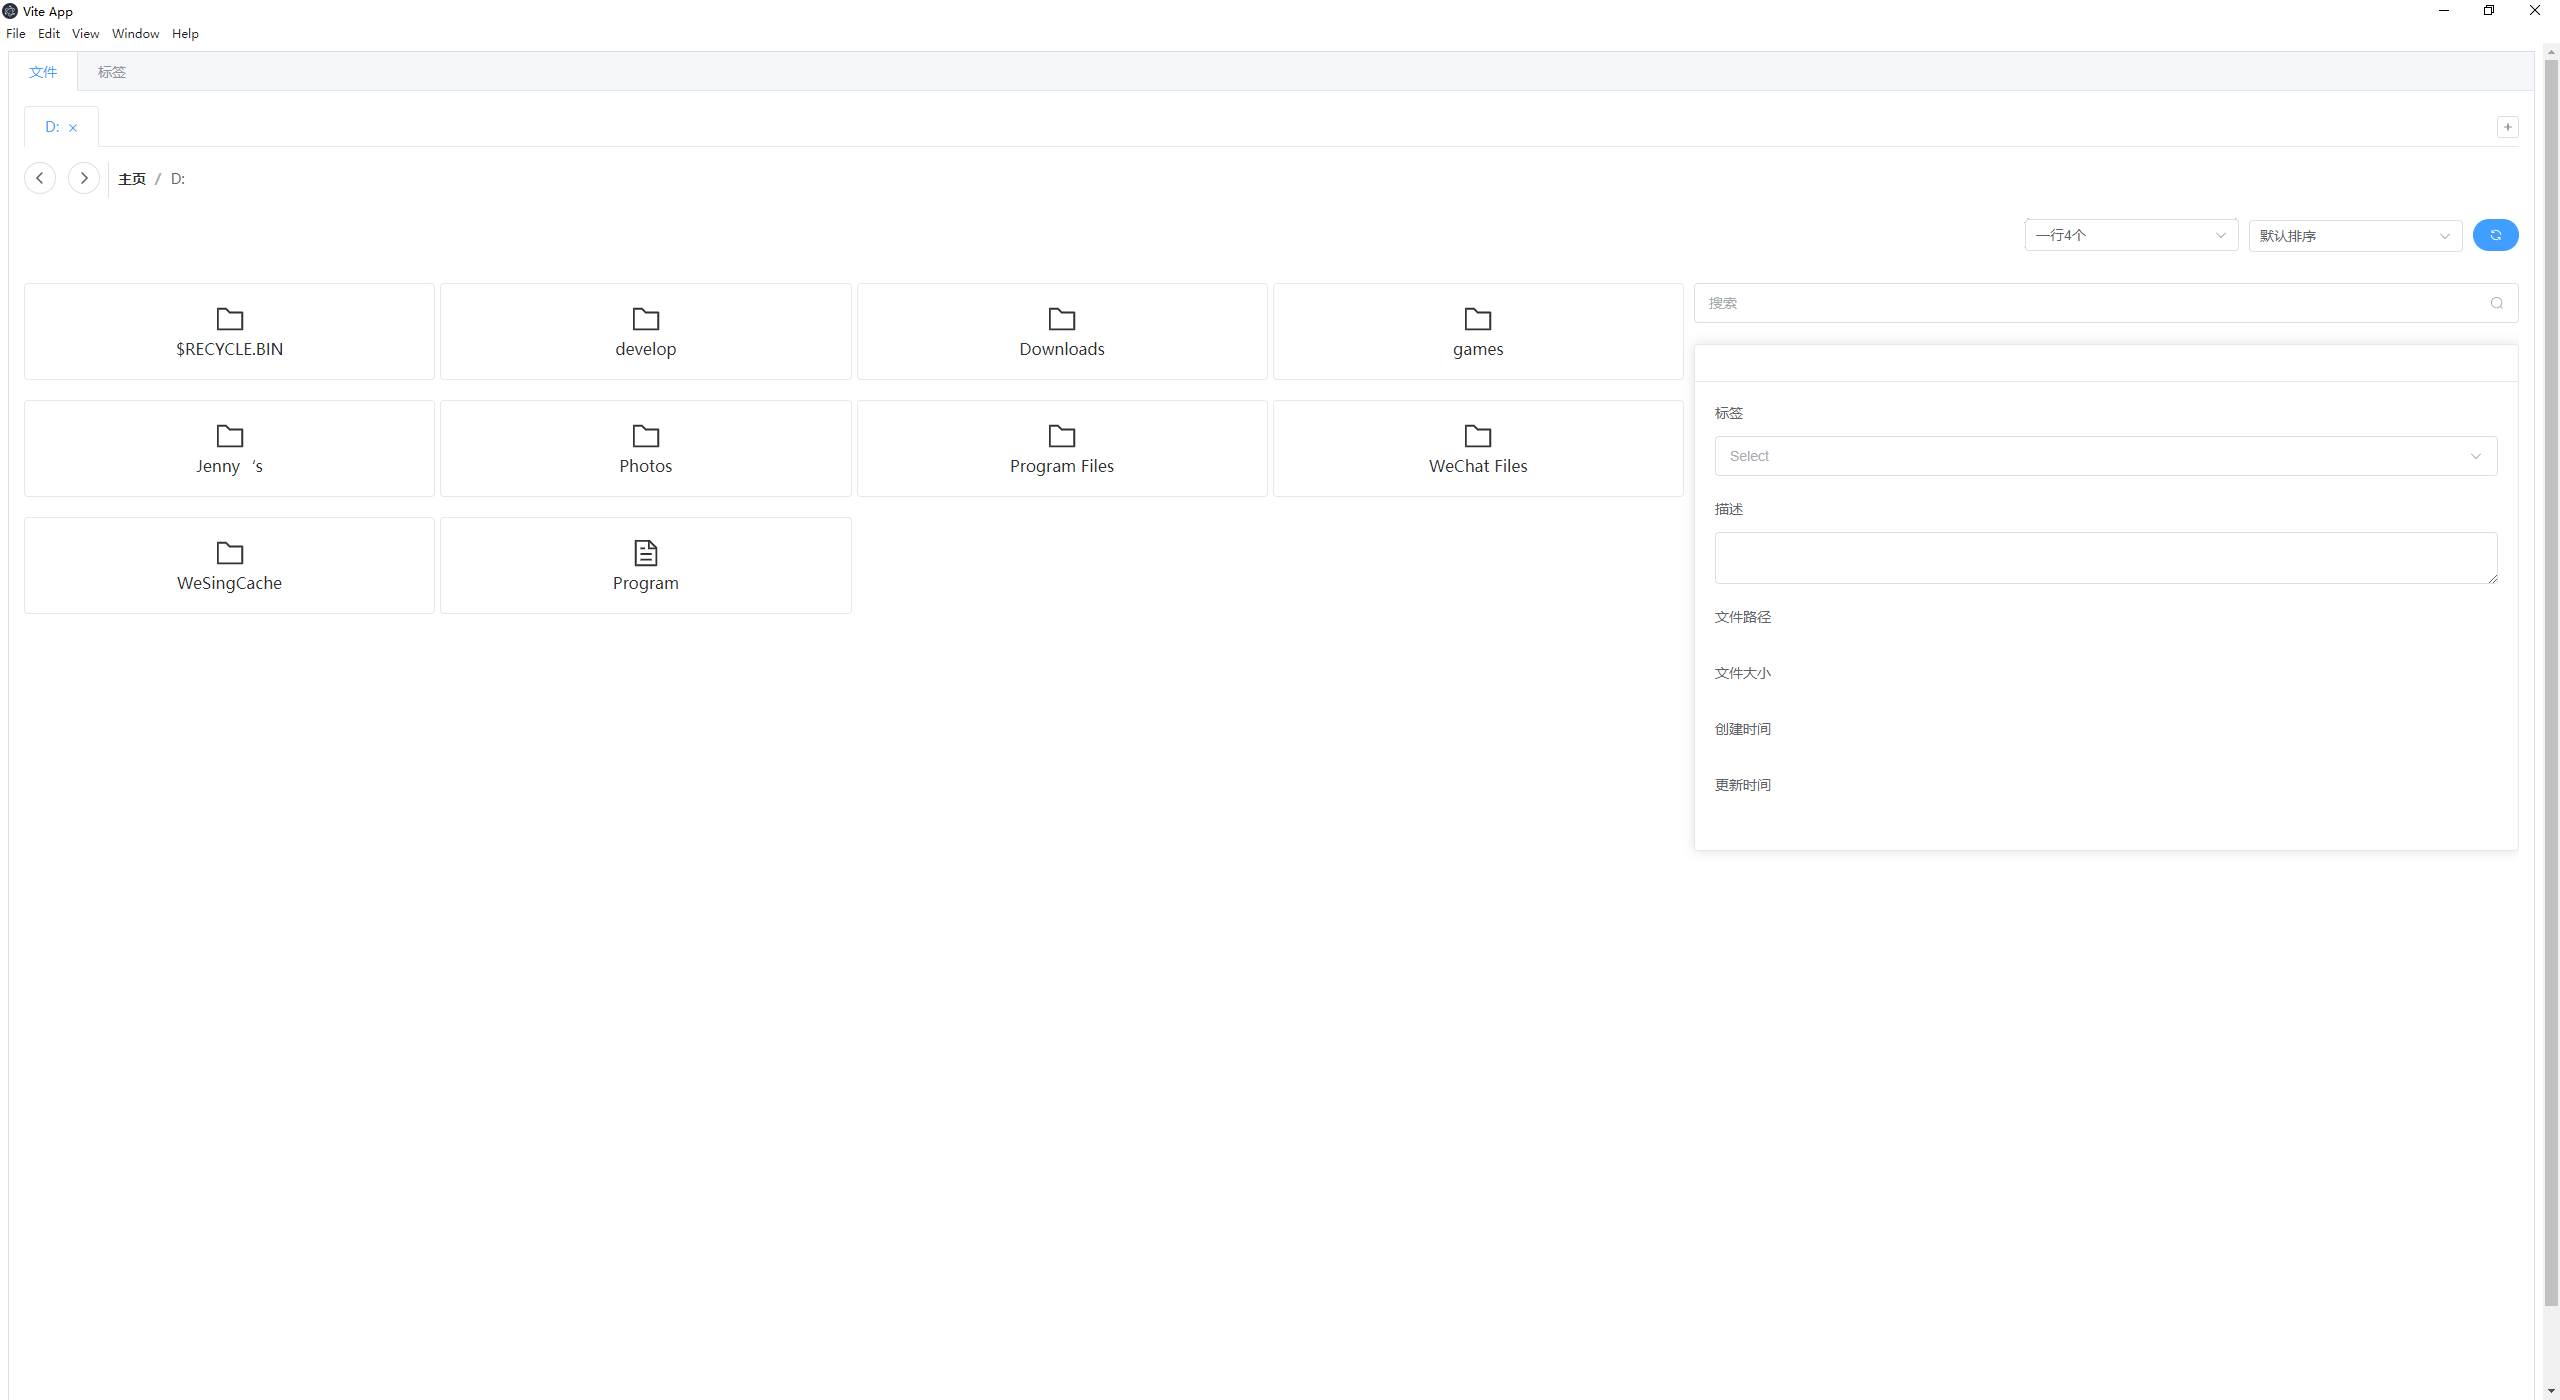 Vite App
File Edit View Window Help
文件 标签
D:
主页 / D:
一行4个 默认排序
$RECYCLE.BIN develop Downloads games
搜索
标签
Jenny‘s Photos Program Files WeChat Files
Select
描述
WeSingCache Program
文件路径
文件大小
创建时间
更新时间